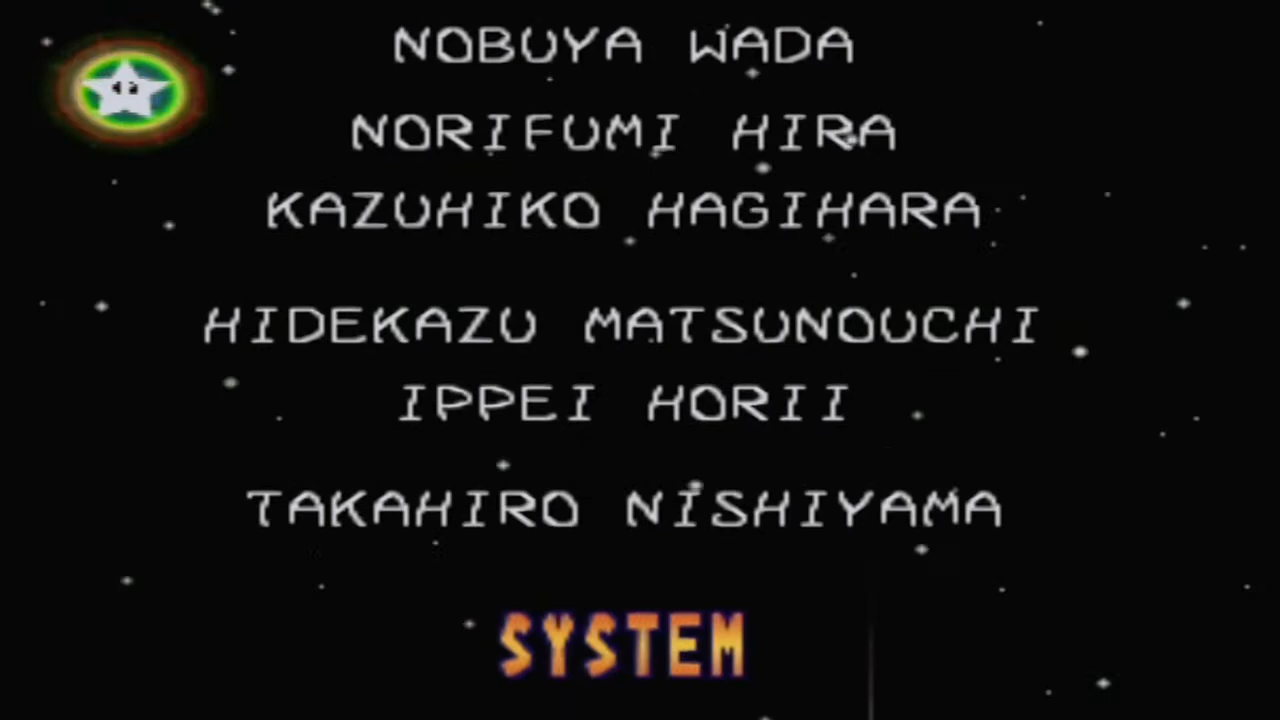 NOBUYA WADA
NORIFUMI HIRA
KAZUHIKO HAGIHARA
HIDEKAZU MATSUNOUCHI
IPPEI HORII
TAKAHIRO NISHIYAMA
SYSTEM